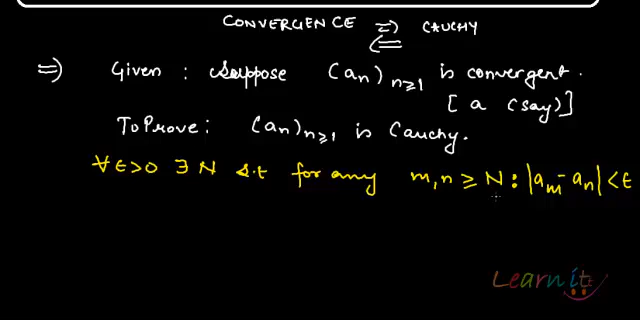 CONVERGENCE ⇒ CAUCHY
⇐
⇒ Given: Suppose (an)n≥1 is convergent.
[a (say)]
To Prove: (an)n≥1 is Cauchy.
∀ϵ>0 ∃ N s.t for any m,n ≥ N : |am - an| < ϵ
Learnitt